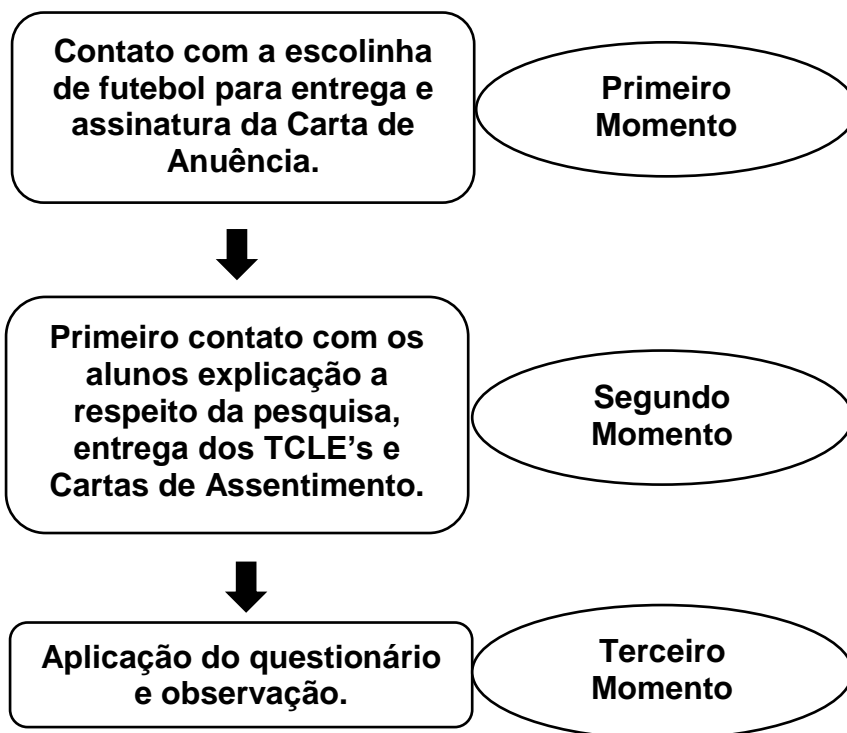 Contato com a escolinha
de futebol para entrega e
assinatura da Carta de
Anuência.
Primeiro
Momento
Primeiro contato com os
alunos explicação a
respeito da pesquisa,
entrega dos TCLE’s e
Cartas de Assentimento.
Segundo
Momento
Aplicação do questionário
e observação.
Terceiro
Momento